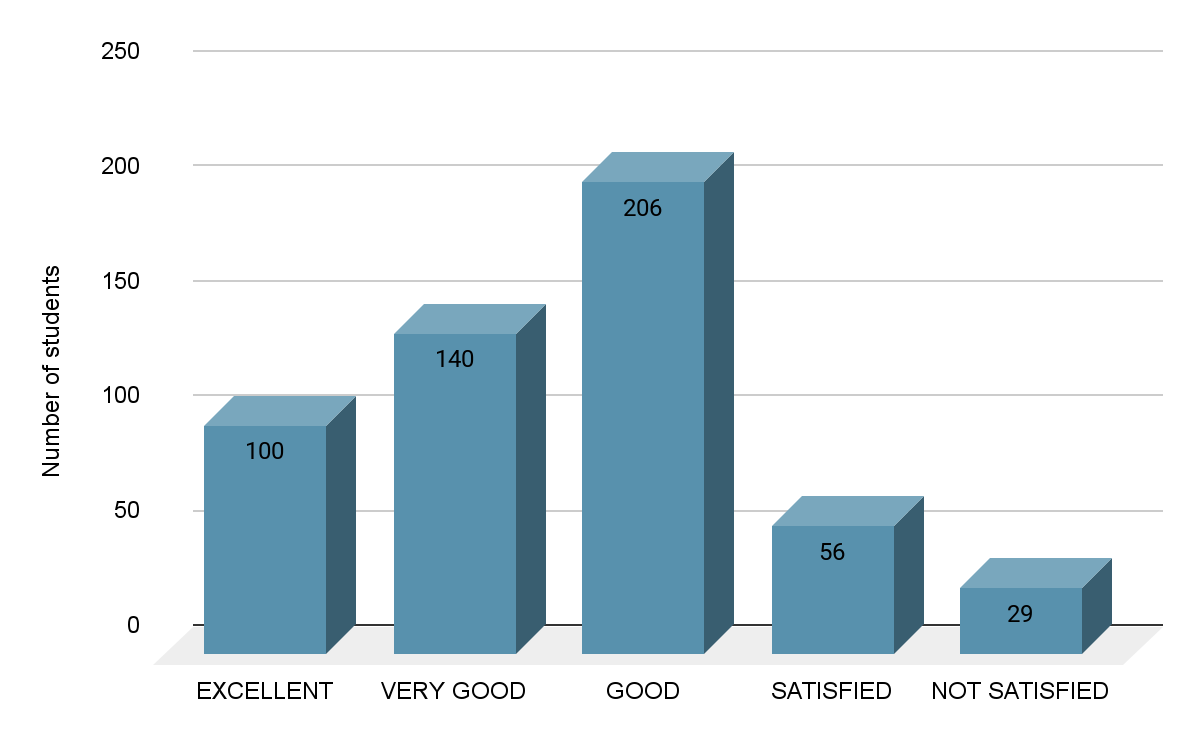 250
200
150
100
50
0
Number of students
100
140
206
56
29
EXCELLENT
VERY GOOD
GOOD
SATISFIED
NOT SATISFIED